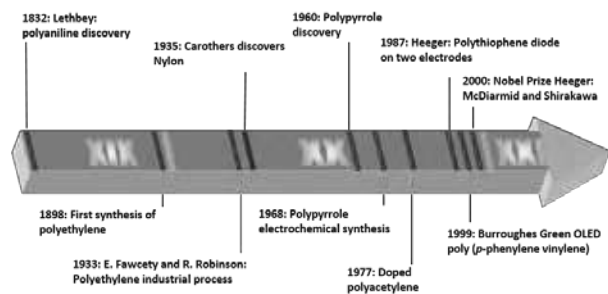 1832: Lethbey:
polyaniline discovery
1935: Carothers discovers
Nylon
1960: Polypyrrole
discovery
1987: Heeger: Polythiophene diode
on two electrodes
2000: Nobel Prize Heeger:
McDiarmid and Shirakawa
XIX
XX
XX
1898: First synthesis of
polyethylene
1933: E. Fawcety and R. Robinson:
Polyethylene industrial process
1968: Polypyrrole
electrochemical synthesis
1977: Doped
polyacetylene
1999: Burroughes Green OLED
poly (p-phenylene vinylene)